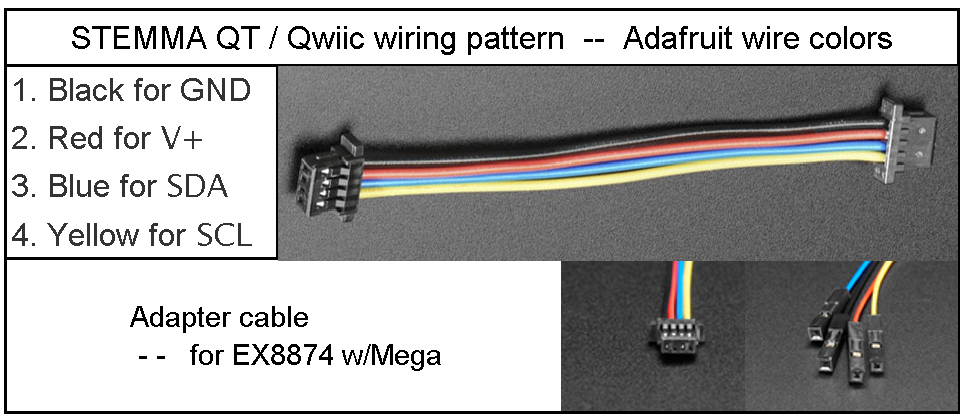 STEMMA QT / Qwiic wiring pattern -- Adafruit wire colors
1. Black for GND
2. Red for V+
3. Blue for SDA
4. Yellow for SCL
Adapter cable
- - for EX8874 w/Mega